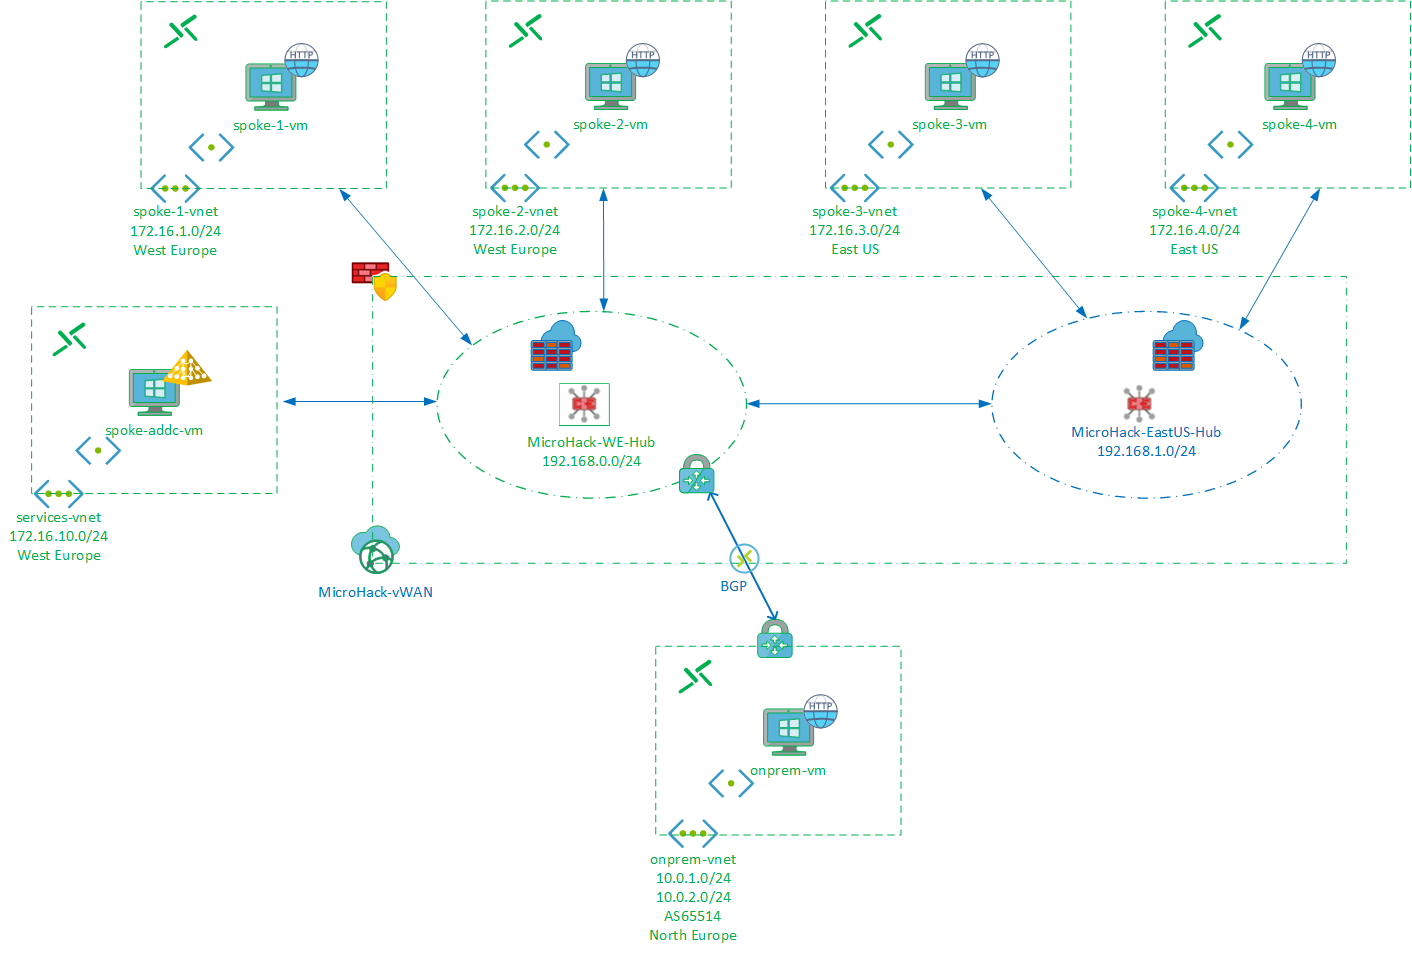 HTTP
spoke-1-vm
spoke-1-vnet
172.16.1.0/24
West Europe
HTTP
spoke-2-vm
spoke-2-vnet
172.16.2.0/24
West Europe
HTTP
spoke-3-vm
spoke-3-vnet
172.16.3.0/24
East US
HTTP
spoke-4-vm
spoke-4-vnet
172.16.4.0/24
East US
spoke-addc-vm
services-vnet
172.16.10.0/24
West Europe
MicroHack-WE-Hub
192.168.0.0/24
MicroHack-EastUS-Hub
192.168.1.0/24
MicroHack-vWAN
BGP
HTTP
onprem-vm
onprem-vnet
10.0.1.0/24
10.0.2.0/24
AS65514
North Europe